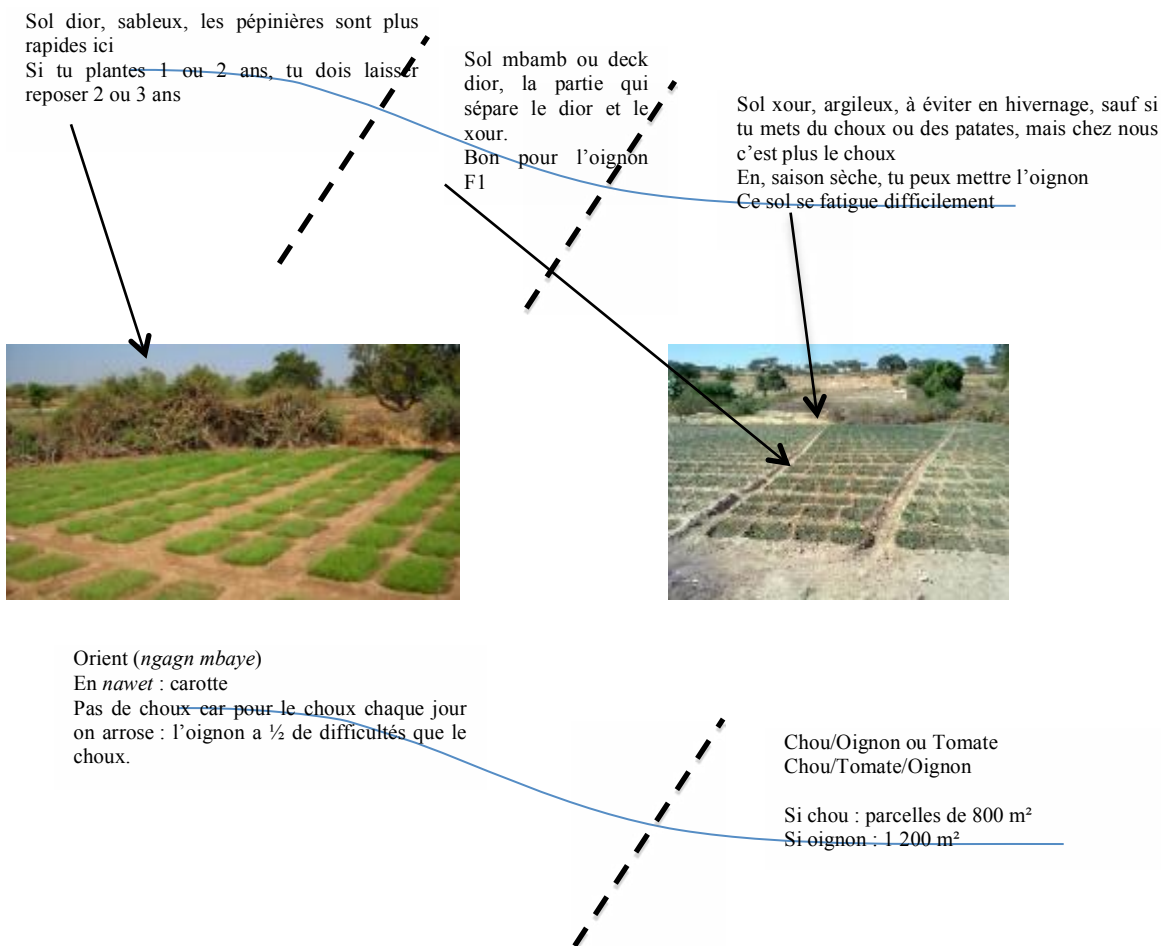 Sol dior, sableux, les pépinières sont plus
rapides ici
Si tu plantes 1 ou 2 ans, tu dois laisser
reposer 2 ou 3 ans
Sol mbamb ou deck
dior, la partie qui
sépare le dior et le
xour.
Bon pour l'oignon
F1
Sol xour, argileux, à éviter en hivernage, sauf si
tu mets du choux ou des patates, mais chez nous
c'est plus le choux
En, saison sèche, tu peux mettre l'oignon
Ce sol se fatigue difficilement
Orient (ngagn mbaye)
En nawet : carotte
Pas de choux car pour le choux chaque jour
on arrose : l'oignon a ½ de difficultés que le
choux.
Chou/Oignon ou Tomate
Chou/Tomate/Oignon
Si chou : parcelles de 800 m²
Si oignon : 1 200 m²